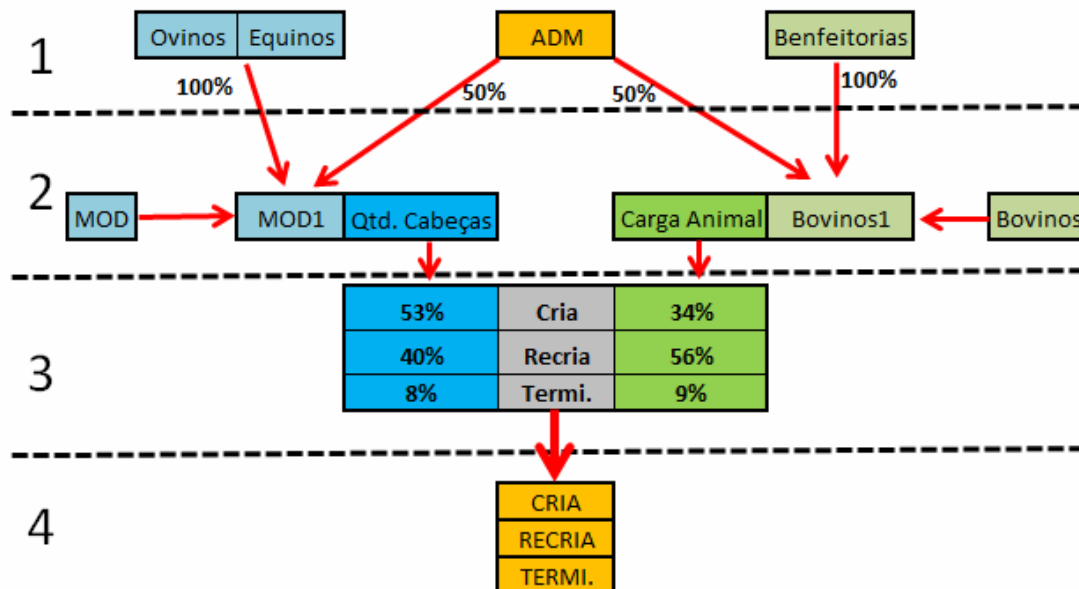 1
Ovinos Equinos ADM Benfeitorias
100% 50% 50% 100%
2
MOD MOD1 Qtd. Cabeças Carga Animal Bovinos1 Bovinos
3
53% Cria 34%
40% Recria 56%
8% Termi. 9%
4
CRIA
RECRIA
TERMI.